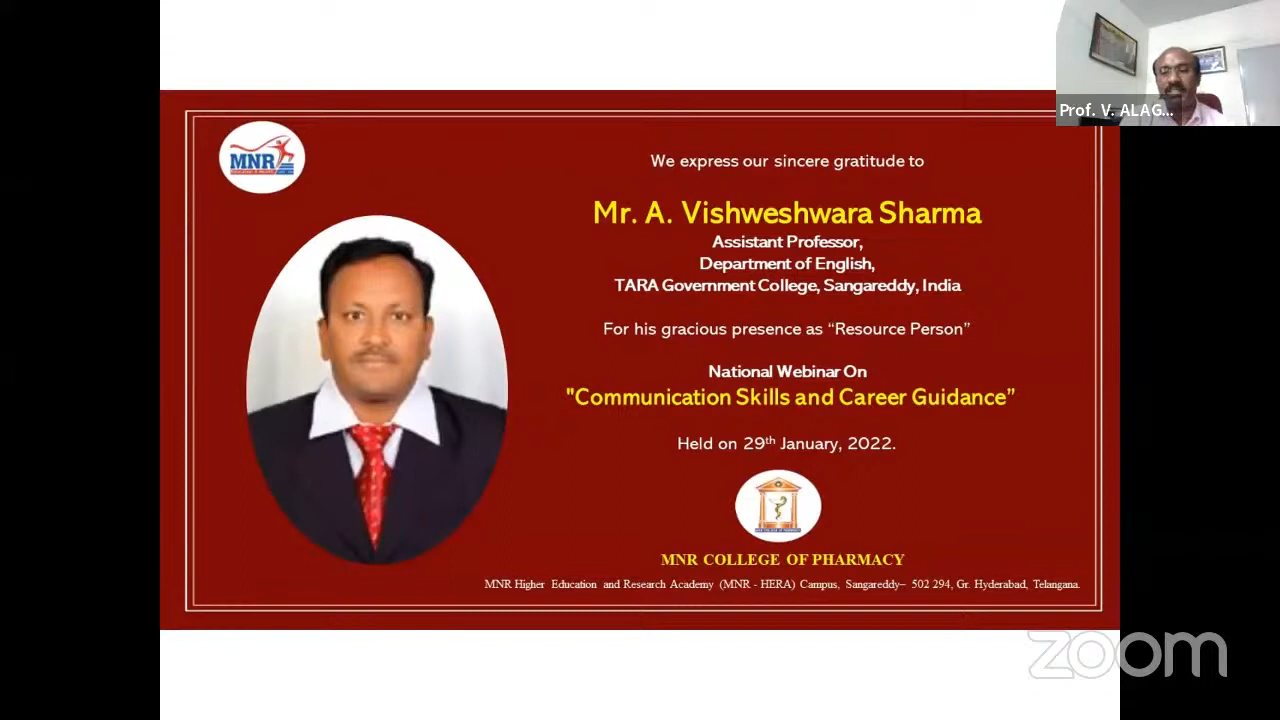 Prof. V. ALAG...
MNR
We express our sincere gratitude to
Mr. A. Vishweshwara Sharma
Assistant Professor,
Department of English,
TARA Government College, Sangareddy, India
For his gracious presence as “Resource Person”
National Webinar On
"Communication Skills and Career Guidance”
Held on 29th January, 2022.
MNR COLLEGE OF PHARMACY
MNR Higher Education and Research Academy (MNR - HERA) Campus, Sangareddy– 502 294, Gr. Hyderabad, Telangana.
zoom